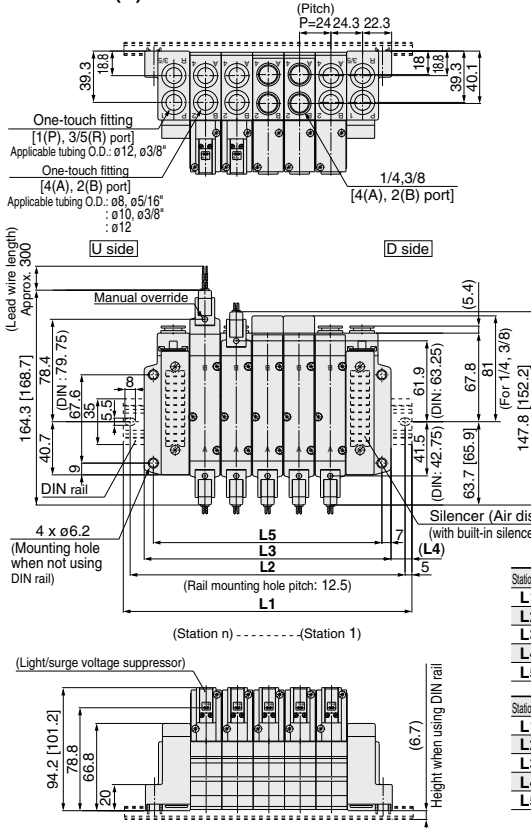 (Pitch)
P=24 24.3 22.3
39.3
18.8
18
18.8
39.3
40.1
One-touch fitting
[1(P), 3/5(R) port]
Applicable tubing O.D.: ø12, ø3/8"
One-touch fitting
[4(A), 2(B) port]
Applicable tubing O.D.: ø8, ø5/16"
: ø10, ø3/8"
: ø12
1/4,3/8
[4(A), 2(B) port]
U side
D side
(Lead wire length)
Approx. 300
Manual override
(5.4)
164.3 [168.7]
78.4
(DIN : 79.75)
67.6
35
5.5
8
40.7
9
61.9
(DIN: 63.25)
67.8
81
(For 1/4, 3/8)
147.8 [152.2]
41.5
(DIN: 42.75)
63.7 [65.9]
DIN rail
4 x ø6.2
(Mounting hole
when not using
DIN rail)
Silencer (Air dis
(with built-in silence
L5
7
L3
(L4)
L2
5
(Rail mounting hole pitch: 12.5)
L1
(Station n) -------- (Station 1)
Station
L
L
L
L
L5
Station
L
L
L
L
L
(Light/surge voltage suppressor)
94.2 [101.2]
78.8
66.8
20
(6.7)
Height when using DIN rail